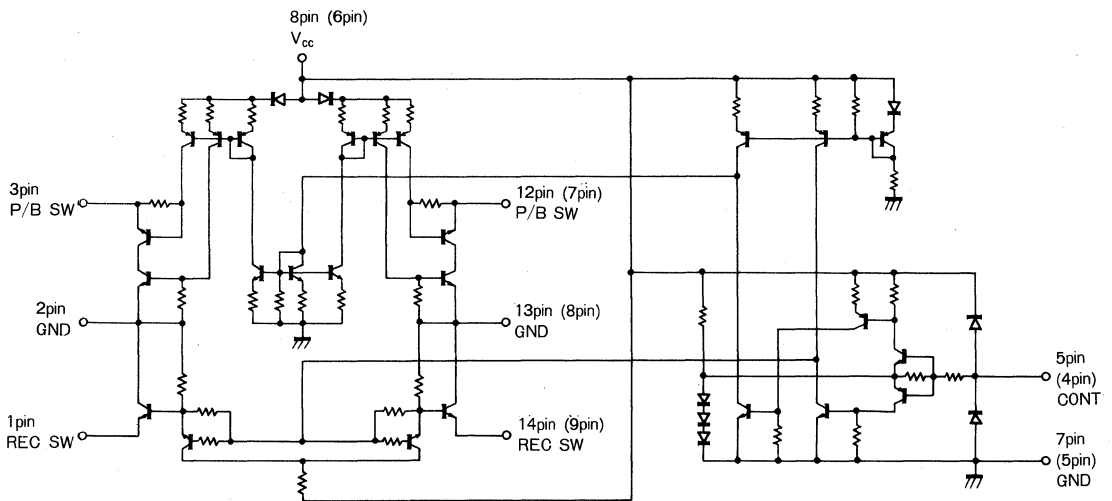 8pin (6pin)
Vcc
3pin
P/B SW
12pin (7pin)
P/B SW
2pin
GND
13pin (8pin)
GND
5pin
(4pin)
CONT
1pin
REC SW
14pin (9pin)
REC SW
7pin
(5pin)
GND